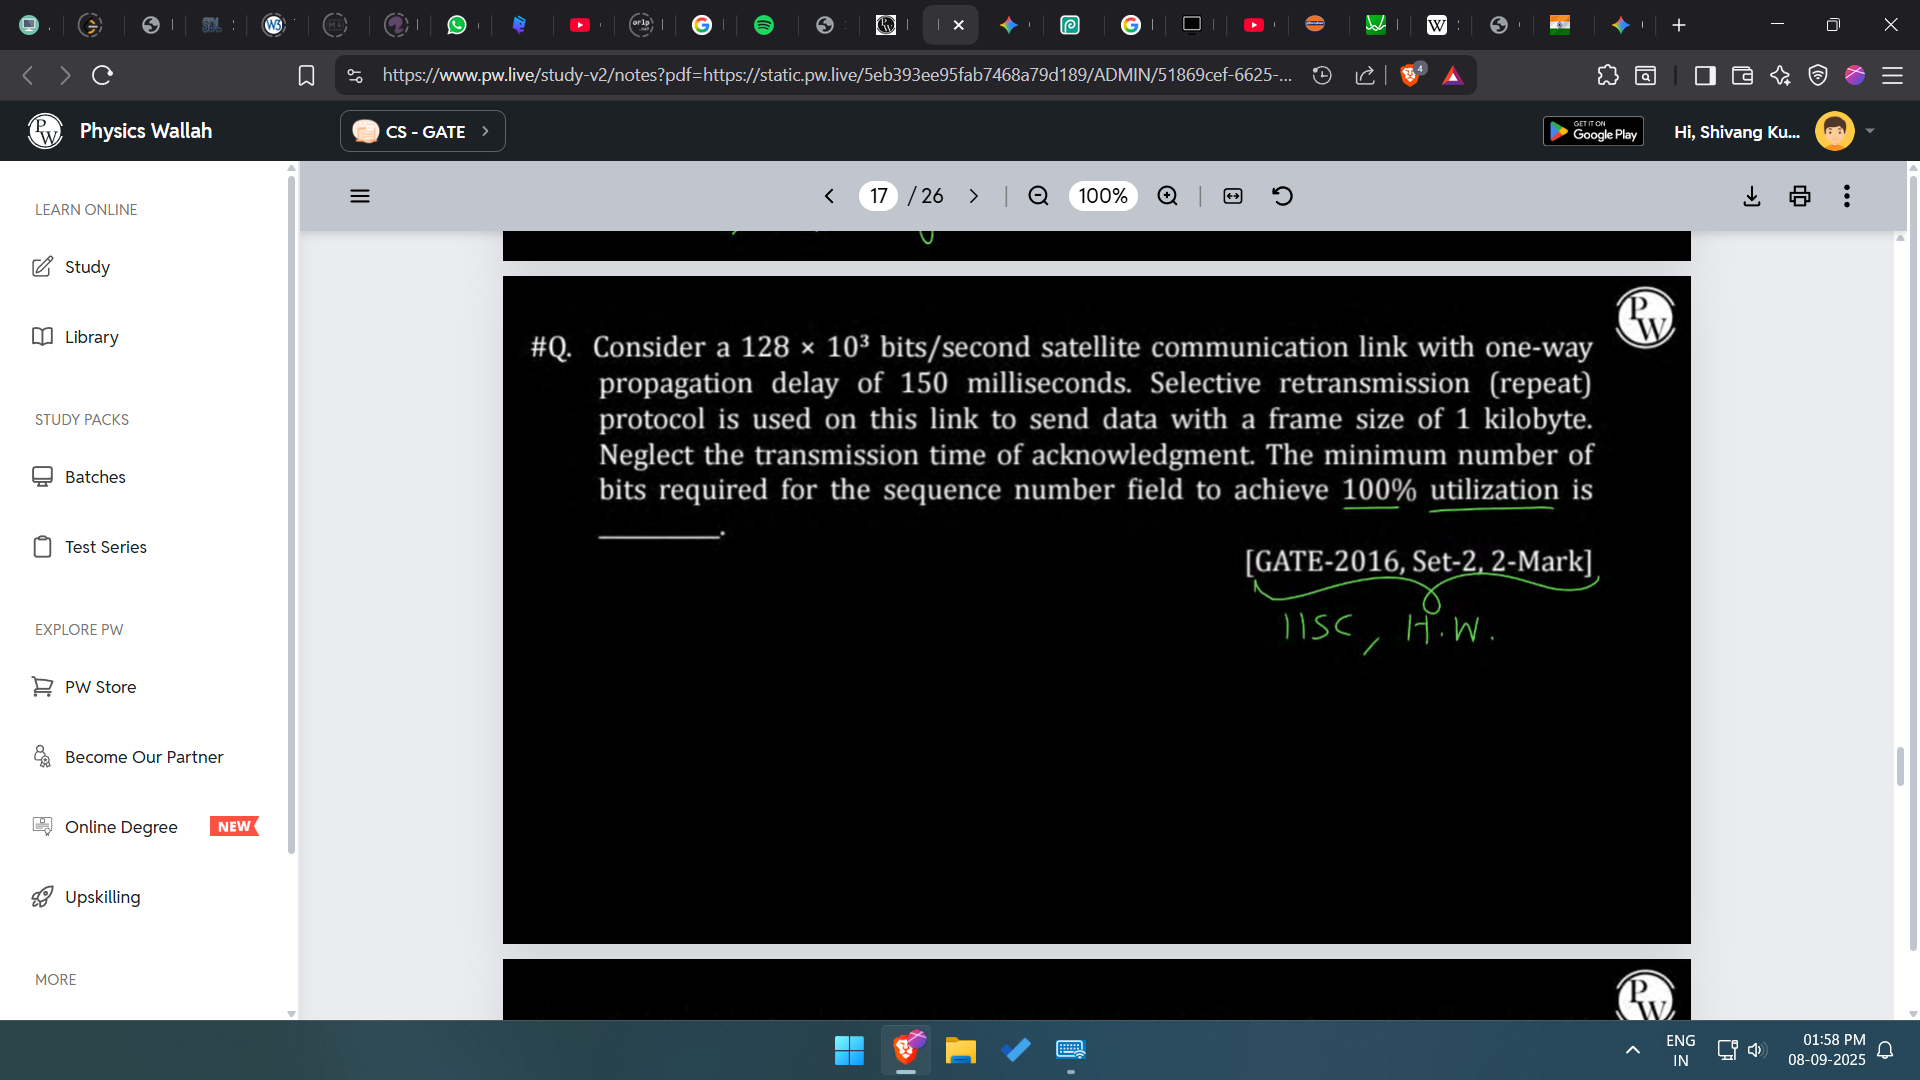 https://www.pw.live/study-v2/notes?pdf=https://static.pw.live/5eb393ee95fab7468a79d189/ADMIN/51869cef-6625-...
4
PW
Physics Wallah
CS - GATE
GET IT ON
Google Play
Hi, Shivang Ku...
LEARN ONLINE
Study
Library
STUDY PACKS
Batches
Test Series
EXPLORE PW
PW Store
Become Our Partner
Online Degree NEW
Upskilling
MORE
17 / 26
100%
PW
#Q. Consider a 128 × 10³ bits/second satellite communication link with one-way
propagation delay of 150 milliseconds. Selective retransmission (repeat)
protocol is used on this link to send data with a frame size of 1 kilobyte.
Neglect the transmission time of acknowledgment. The minimum number of
bits required for the sequence number field to achieve 100% utilization is
________.
[GATE-2016, Set-2, 2-Mark]
IISC, H.W.
PW
ENG
IN
01:58 PM
08-09-2025